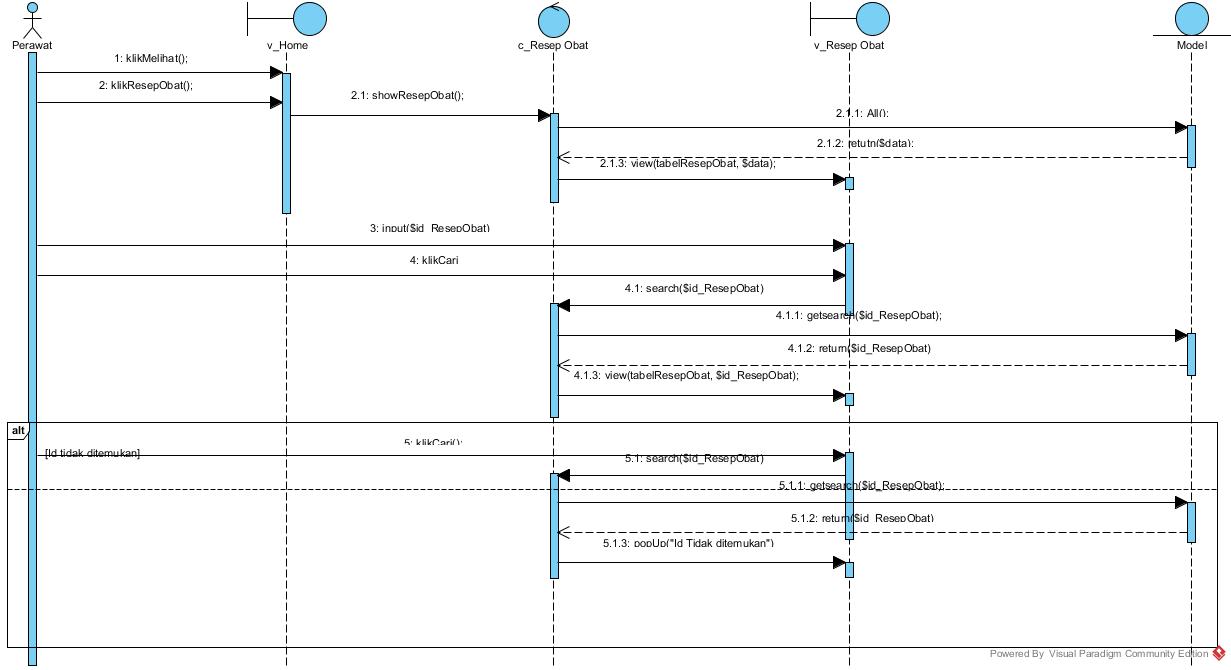 Perawat
v_Home
c_Resep Obat
v_Resep Obat
Model
1: klikMelihat();
2: klikResepObat();
2.1: showResepObat();
2.1.1: All();
2.1.2: retutn($data);
2.1.3: view(tabelResepObat, $data);
3: input($id_ResepObat)
4: klikCari
4.1: search($id_ResepObat)
4.1.1: getsearch($id_ResepObat);
4.1.2: return($id_ResepObat)
4.1.3: view(tabelResepObat, $id_ResepObat);
alt
[Id tidak ditemukan]
5: klikCari();
5.1: search($id_ResepObat)
5.1.1: getsearch($id_ResepObat);
5.1.2: return($id_ResepObat)
5.1.3: popUp("Id Tidak ditemukan")
Powered By Visual Paradigm Community Edition